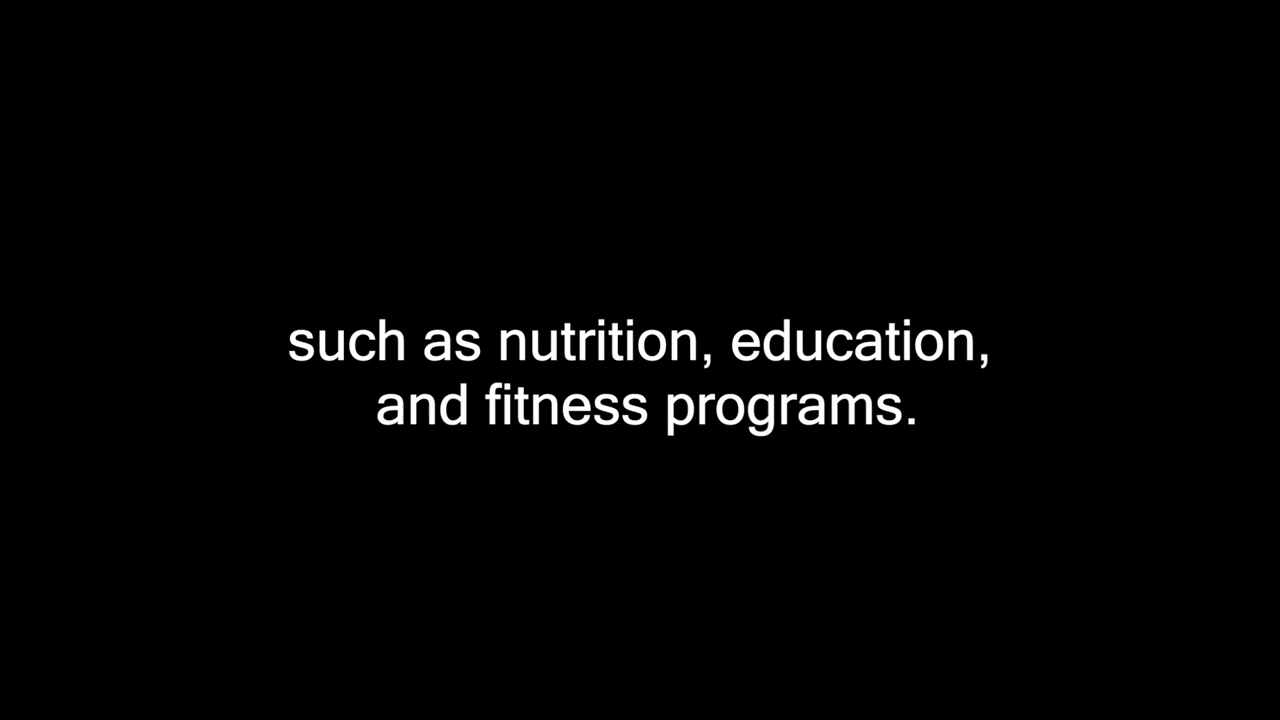 such as nutrition, education,
and fitness programs.